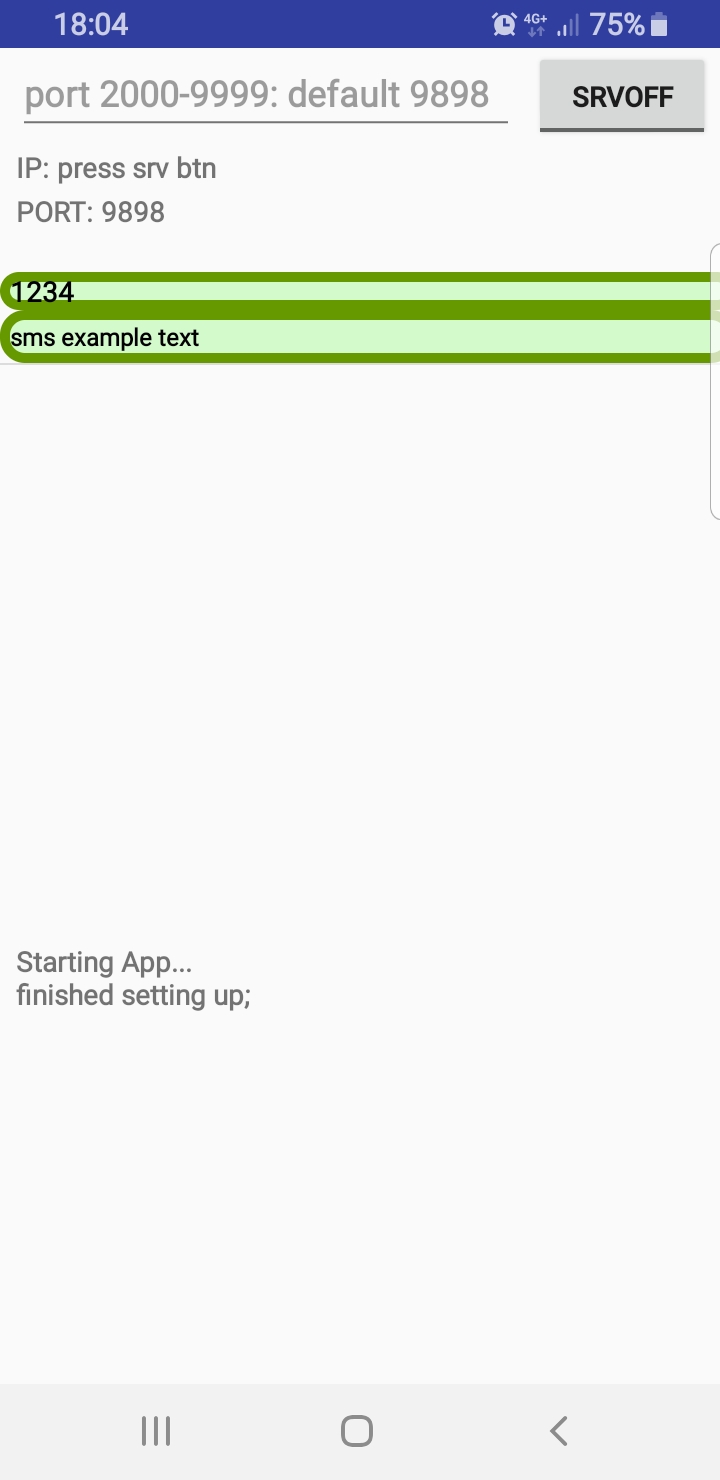 18:04 4G+ 75%
port 2000-9999: default 9898 SRVOFF
IP: press srv btn
PORT: 9898
1234
sms example text
Starting App...
finished setting up;